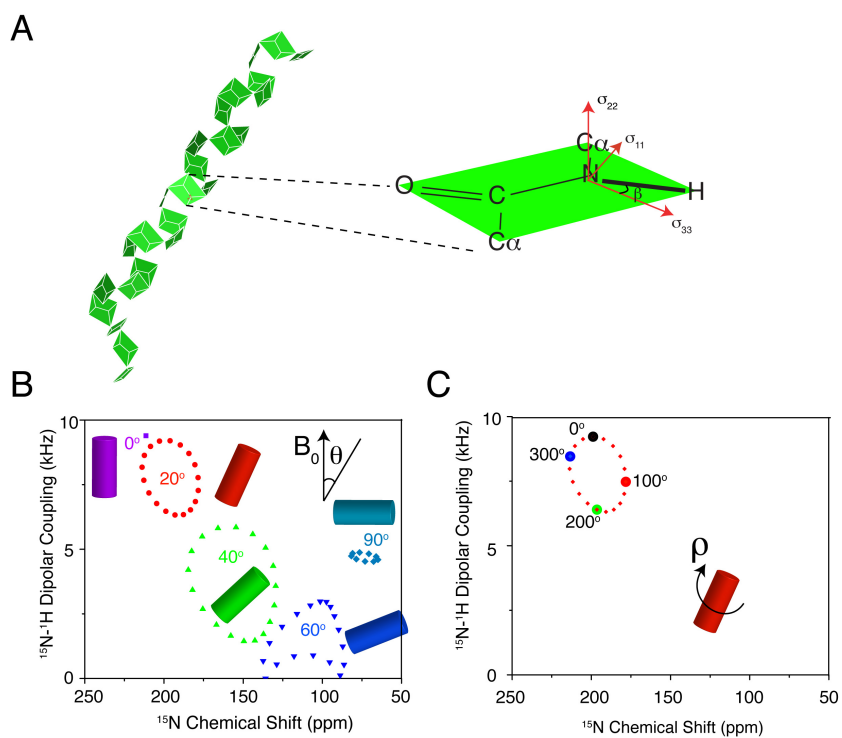 A
σ₂₂
Cα
σ₁₁
O
N
C
β
H
Cα
σ₃₃
B
C
10
5
0
¹⁵N-¹H Dipolar Coupling (kHz)
0°
20°
B₀
θ
40°
90°
60°
250
200
150
100
50
¹⁵N Chemical Shift (ppm)
10
5
0
¹⁵N-¹H Dipolar Coupling (kHz)
0°
300°
100°
200°
ρ
250
200
150
100
50
¹⁵N Chemical Shift (ppm)